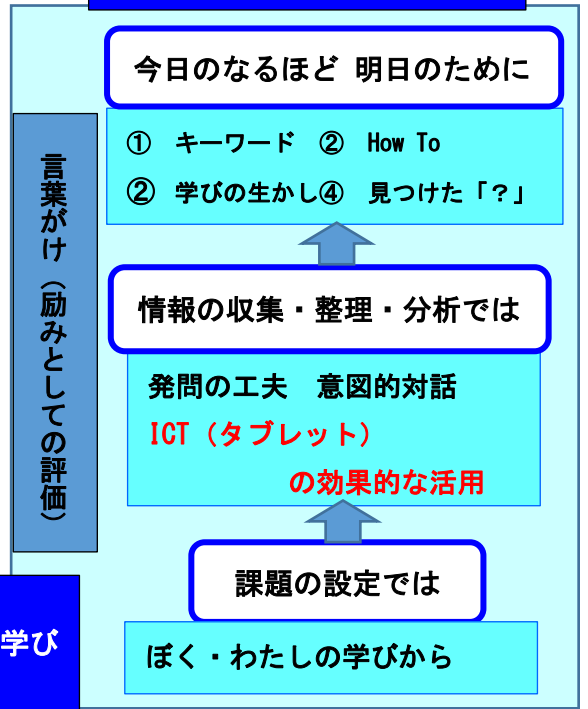 今日のなるほど 明日のために
① キーワード ② How To
② 学びの生かし④ 見つけた「？」
言葉がけ（励みとしての評価）
情報の収集・整理・分析では
発問の工夫 意図的対話
ICT（タブレット）
の効果的な活用
課題の設定では
学び
ぼく・わたしの学びから